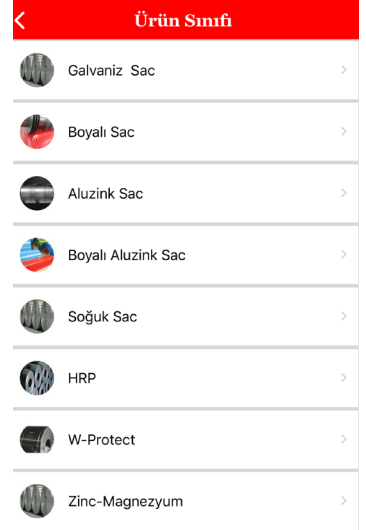 Ürün Sınıfı
Galvaniz Sac
Boyalı Sac
Aluzink Sac
Boyalı Aluzink Sac
Soğuk Sac
HRP
W-Protect
Zinc-Magnezyum